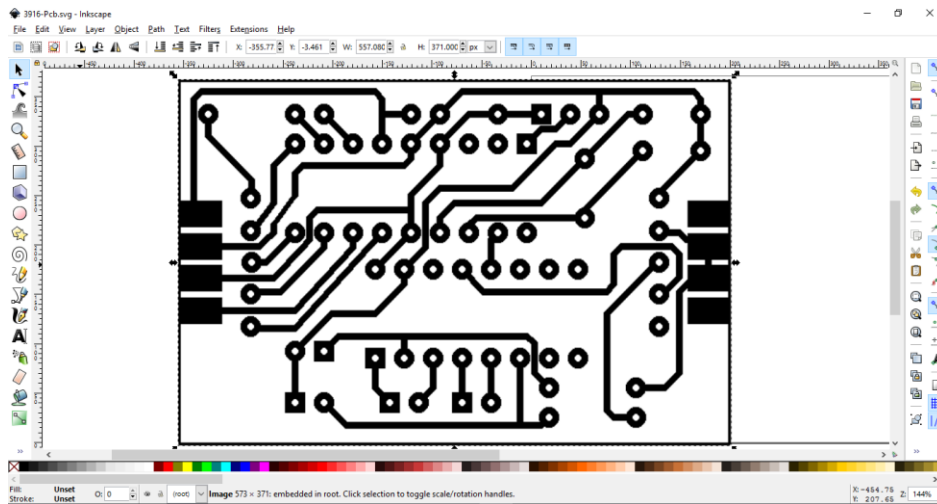 3916-Pcb.svg - Inkscape
File Edit View Layer Object Path Text Filters Extensions Help
X: -355.77 Y: -3.461 W: 557.080 H: 371.000 px
Fill: Unset
Stroke: Unset
O: 0
(root)
Image 573 × 371: embedded in root. Click selection to toggle scale/rotation handles.
X: -454.75
Y: 207.65
Z: 144%